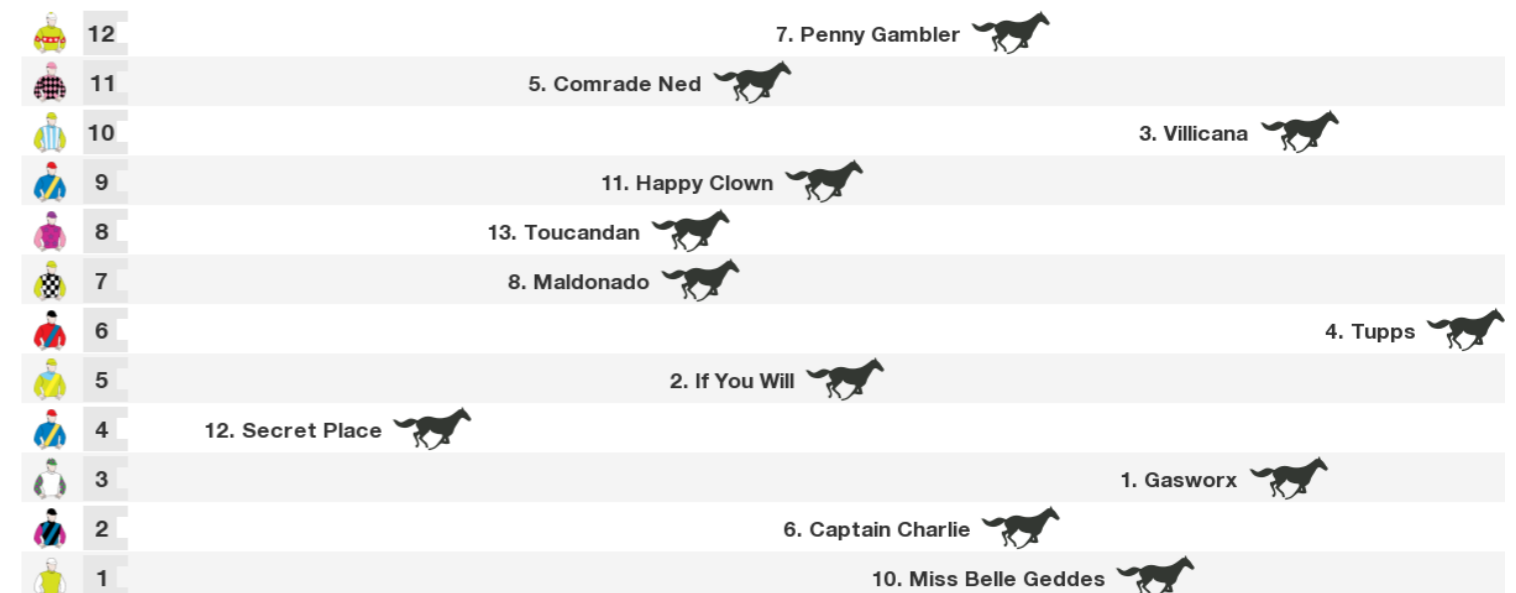 12 7. Penny Gambler
11 5. Comrade Ned
10 3. Villicana
9 11. Happy Clown
8 13. Toucandan
7 8. Maldonado
6 4. Tupps
5 2. If You Will
4 12. Secret Place
3 1. Gasworx
2 6. Captain Charlie
1 10. Miss Belle Geddes